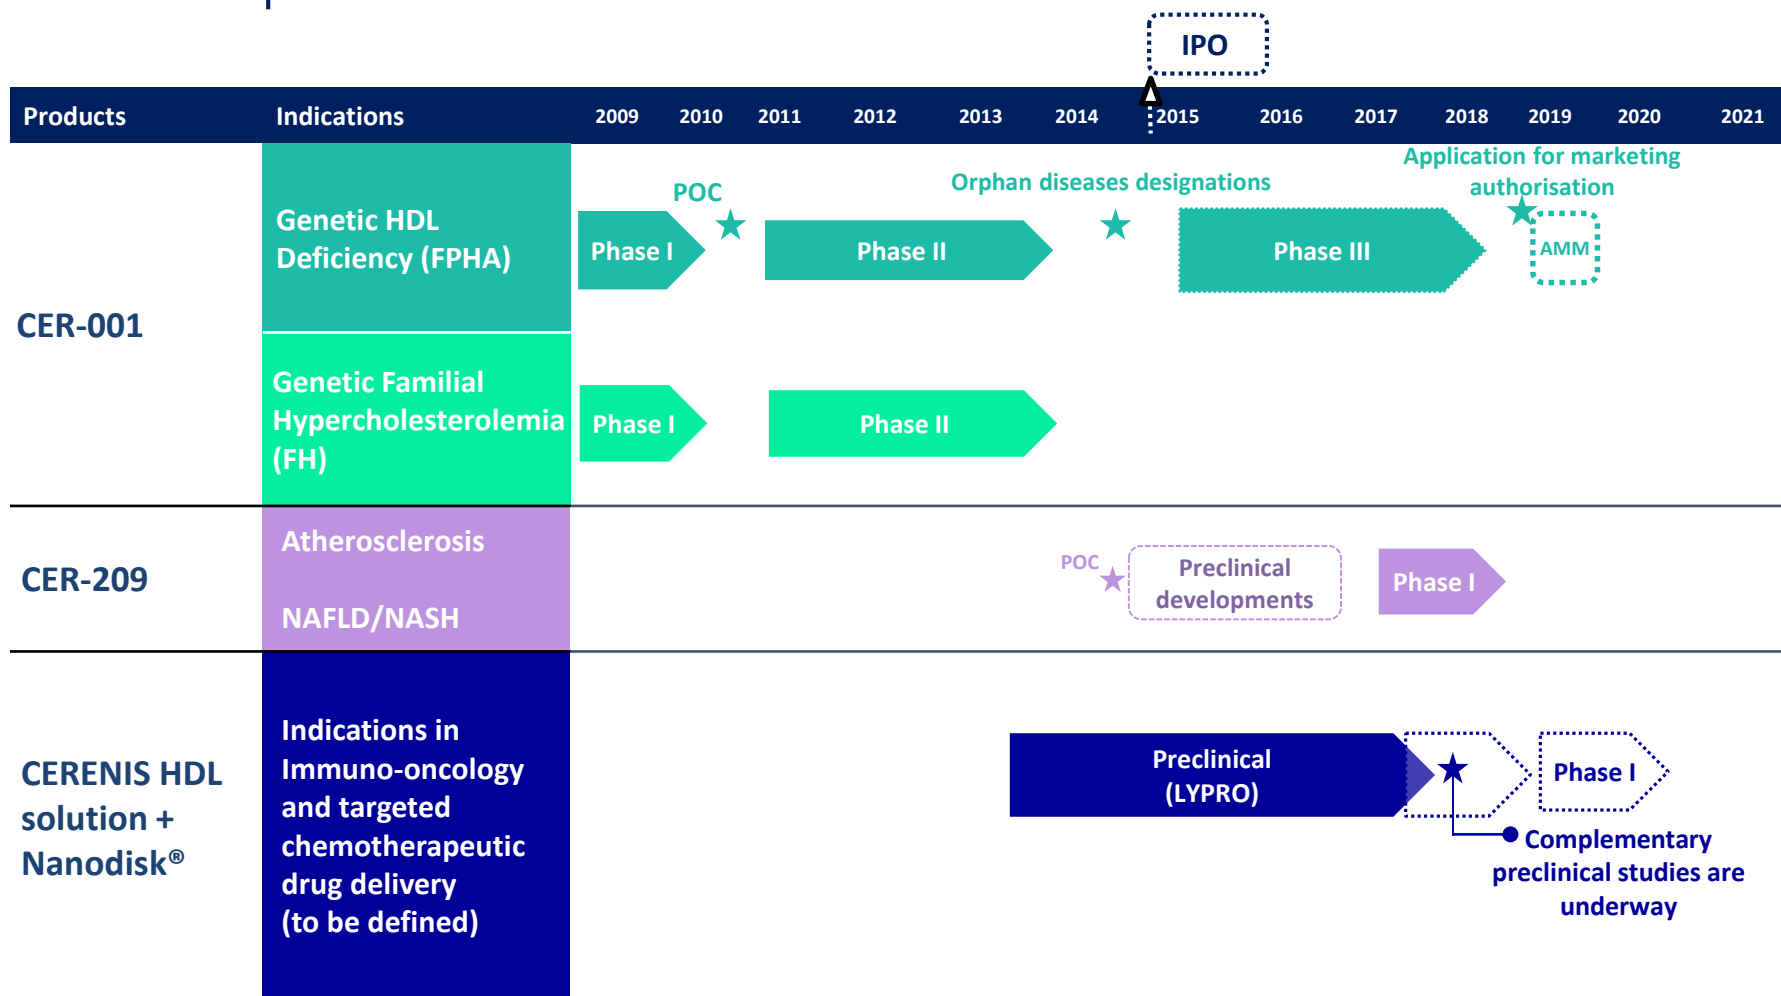 IPO
Products Indications 2009 2010 2011 2012 2013 2014 2015 2016 2017 2018 2019 2020 2021
CER-001
Genetic HDL
Deficiency (FPHA)
Phase I
POC
Phase II
Orphan diseases designations
Phase III
Application for marketing
authorisation
AMM
Genetic Familial
Hypercholesterolemia
(FH)
Phase I
Phase II
CER-209
Atherosclerosis
NAFLD/NASH
POC
Preclinical
developments
Phase I
CERENIS HDL
solution +
Nanodisk®
Indications in
Immuno-oncology
and targeted
chemotherapeutic
drug delivery
(to be defined)
Preclinical
(LYPRO)
Phase I
Complementary
preclinical studies are
underway